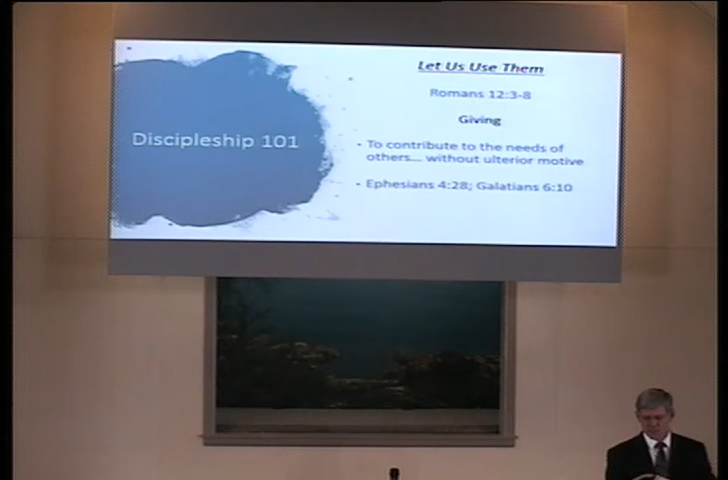 Discipleship 101
Let Us Use Them
Romans 12:3-8
Giving
• To contribute to the needs of
others... without ulterior motive
• Ephesians 4:28; Galatians 6:10